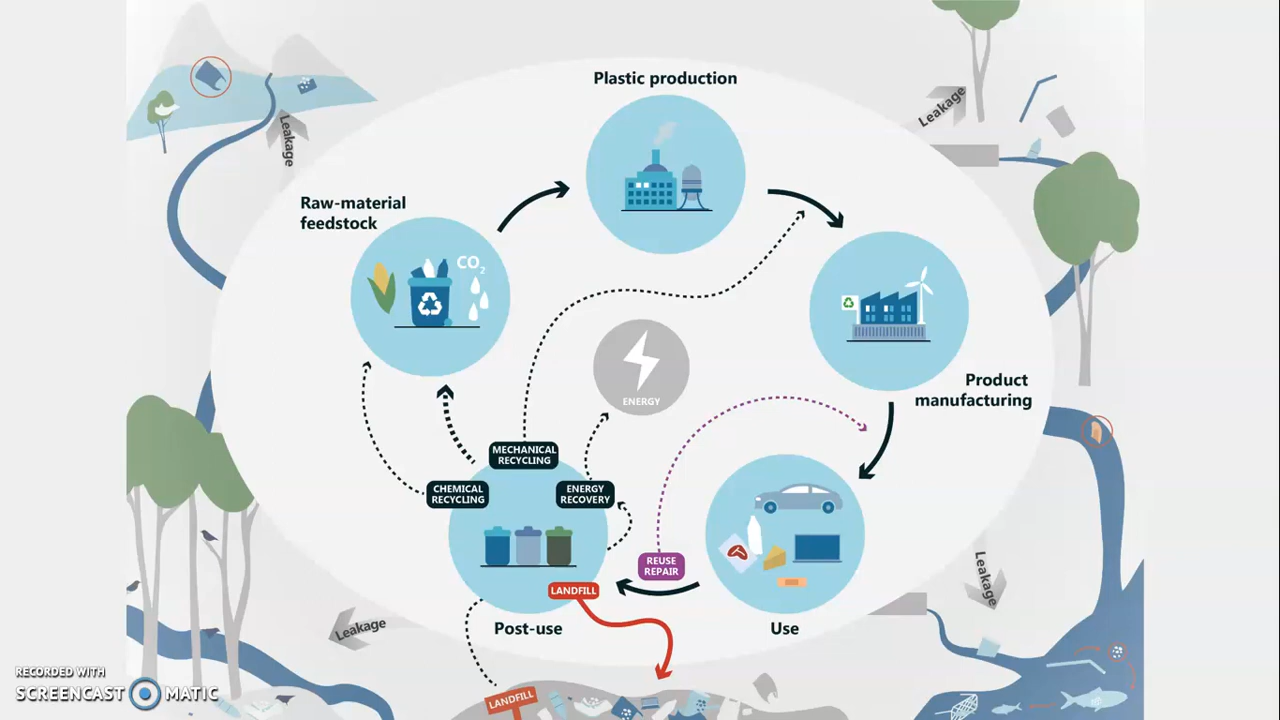 Plastic production
Leakage
Leakage
Raw-material
feedstock
CO2
ENERGY
Product
manufacturing
MECHANICAL
RECYCLING
CHEMICAL
RECYCLING
ENERGY
RECOVERY
REUSE
REPAIR
LANDFILL
Post-use
Use
Leakage
Leakage
LANDFILL
RECORDED WITH
SCREENCAST MATIC